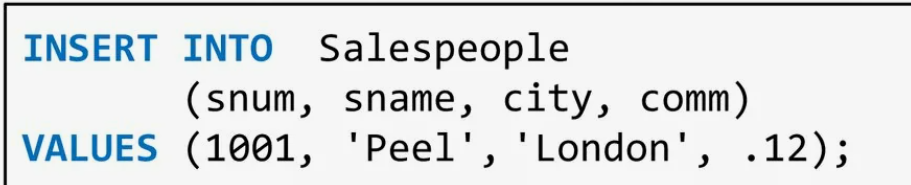 INSERT INTO Salespeople
(snum, sname, city, comm)
VALUES (1001, 'Peel','London', .12);